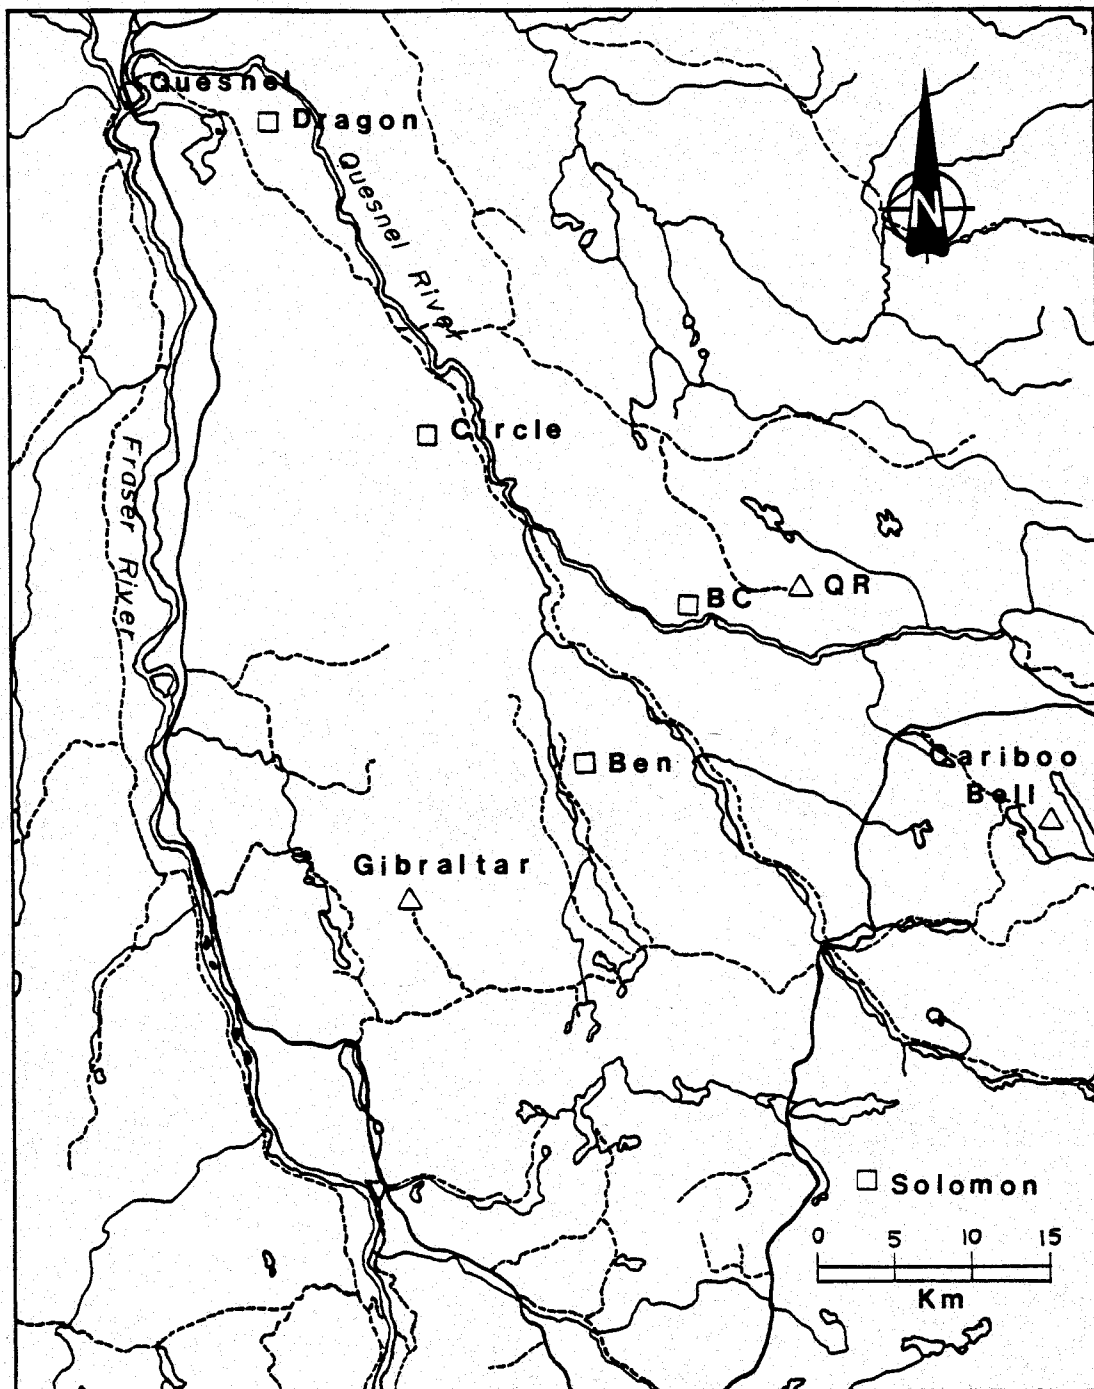 Quesnel
Dragon
Quesnel River
N
Circle
Fraser River
BC
QR
Ben
Cariboo
Bell
Gibraltar
Solomon
0 5 10 15
Km